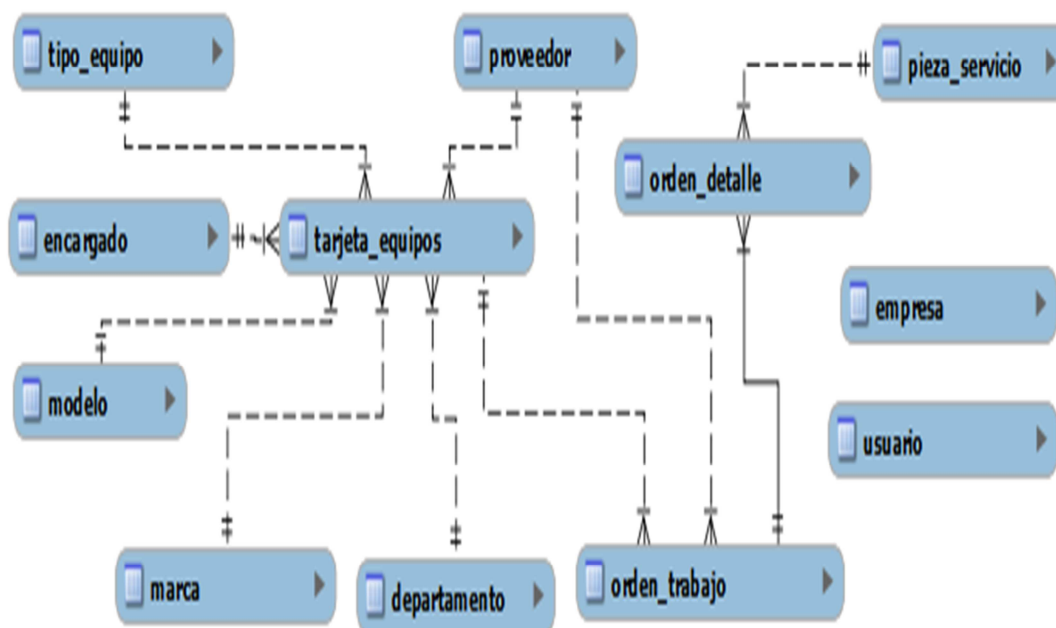 tipo_equipo
proveedor
pieza_servicio
orden_detalle
encargado
tarjeta_equipos
empresa
modelo
usuario
marca
departamento
orden_trabajo